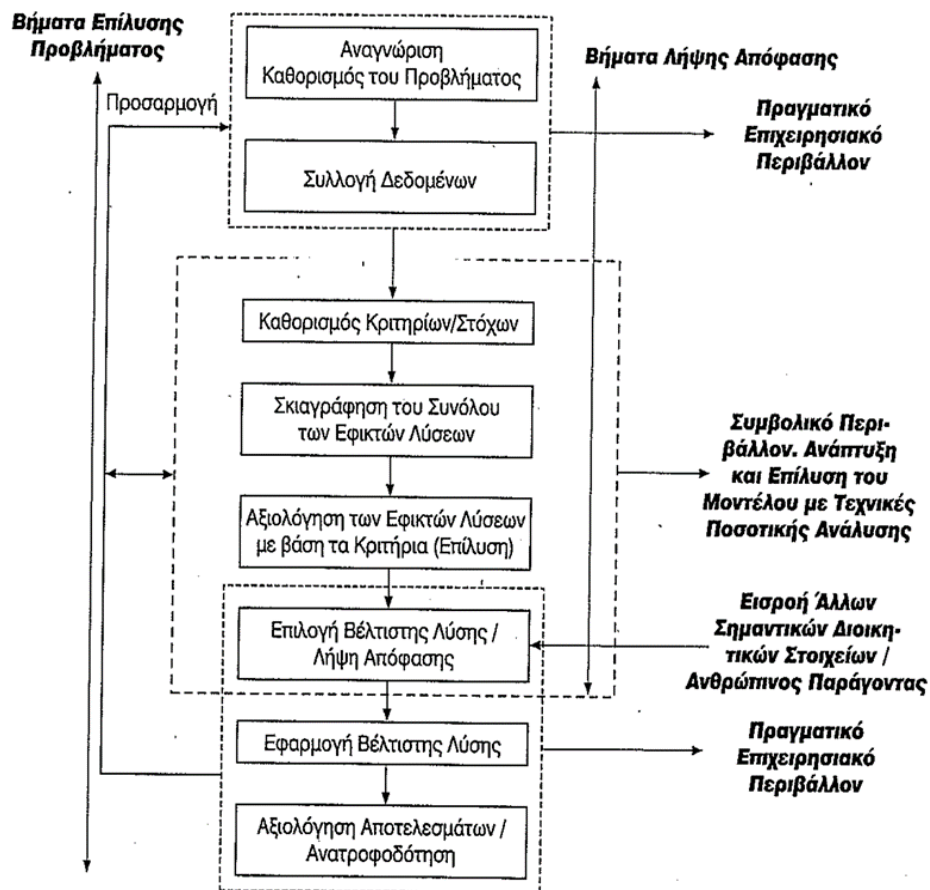 Βήματα Επίλυσης
Προβλήματος
Αναγνώριση
Καθορισμός του Προβλήματος
Βήματα Λήψης Απόφασης
Προσαρμογή
Πραγματικό
Επιχειρησιακό
Περιβάλλον
Συλλογή Δεδομένων
Καθορισμός Κριτηρίων/Στόχων
Σκιαγράφηση του Συνόλου
των Εφικτών Λύσεων
Συμβολικό Περι-
βάλλον. Ανάπτυξη
και Επίλυση του
Μοντέλου με Τεχνικές
Ποσοτικής Ανάλυσης
Αξιολόγηση των Εφικτών Λύσεων
με βάση τα Κριτήρια (Επίλυση)
Επιλογή Βέλτιστης Λύσης /
Λήψη Απόφασης
Εισροή Άλλων
Σημαντικών Διοικη-
τικών Στοιχείων /
Ανθρώπινος Παράγοντας
Εφαρμογή Βέλτιστης Λύσης
Πραγματικό
Επιχειρησιακό
Περιβάλλον
Αξιολόγηση Αποτελεσμάτων /
Ανατροφοδότηση